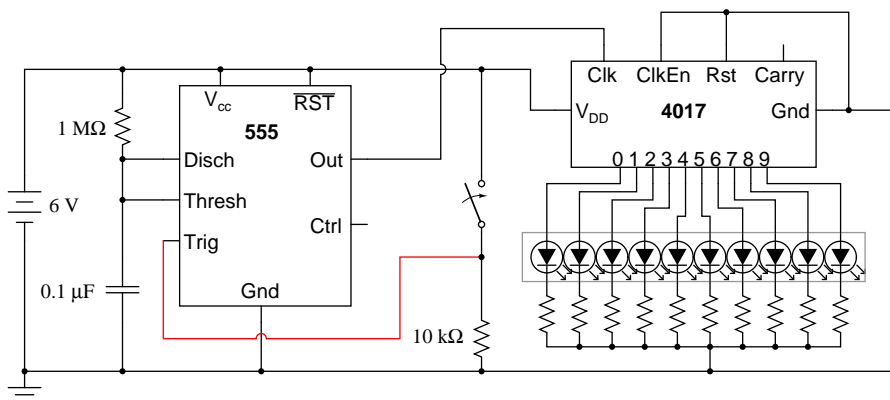 Clk ClkEn Rst Carry
V_DD 4017 Gnd
0 1 2 3 4 5 6 7 8 9
V_cc R̅S̅T̅
555
1 MΩ
Disch Out
Thresh
Ctrl
Trig
Gnd
6 V
0.1 μF
10 kΩ